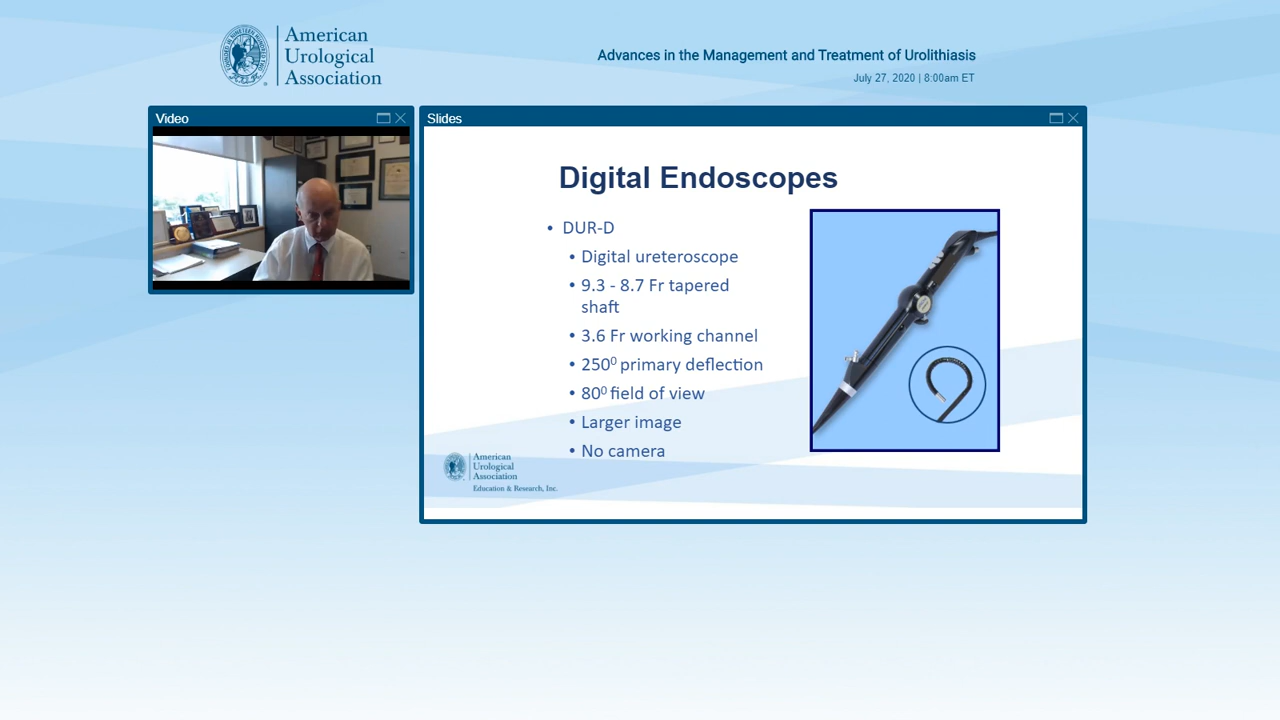 American
Urological
Association
Advances in the Management and Treatment of Urolithiasis
July 27, 2020 | 8:00am ET
Video
Slides
Digital Endoscopes
• DUR-D
• Digital ureteroscope
• 9.3 - 8.7 Fr tapered
shaft
• 3.6 Fr working channel
• 250⁰ primary deflection
• 80⁰ field of view
• Larger image
• No camera
American
Urological
Association
Education & Research, Inc.